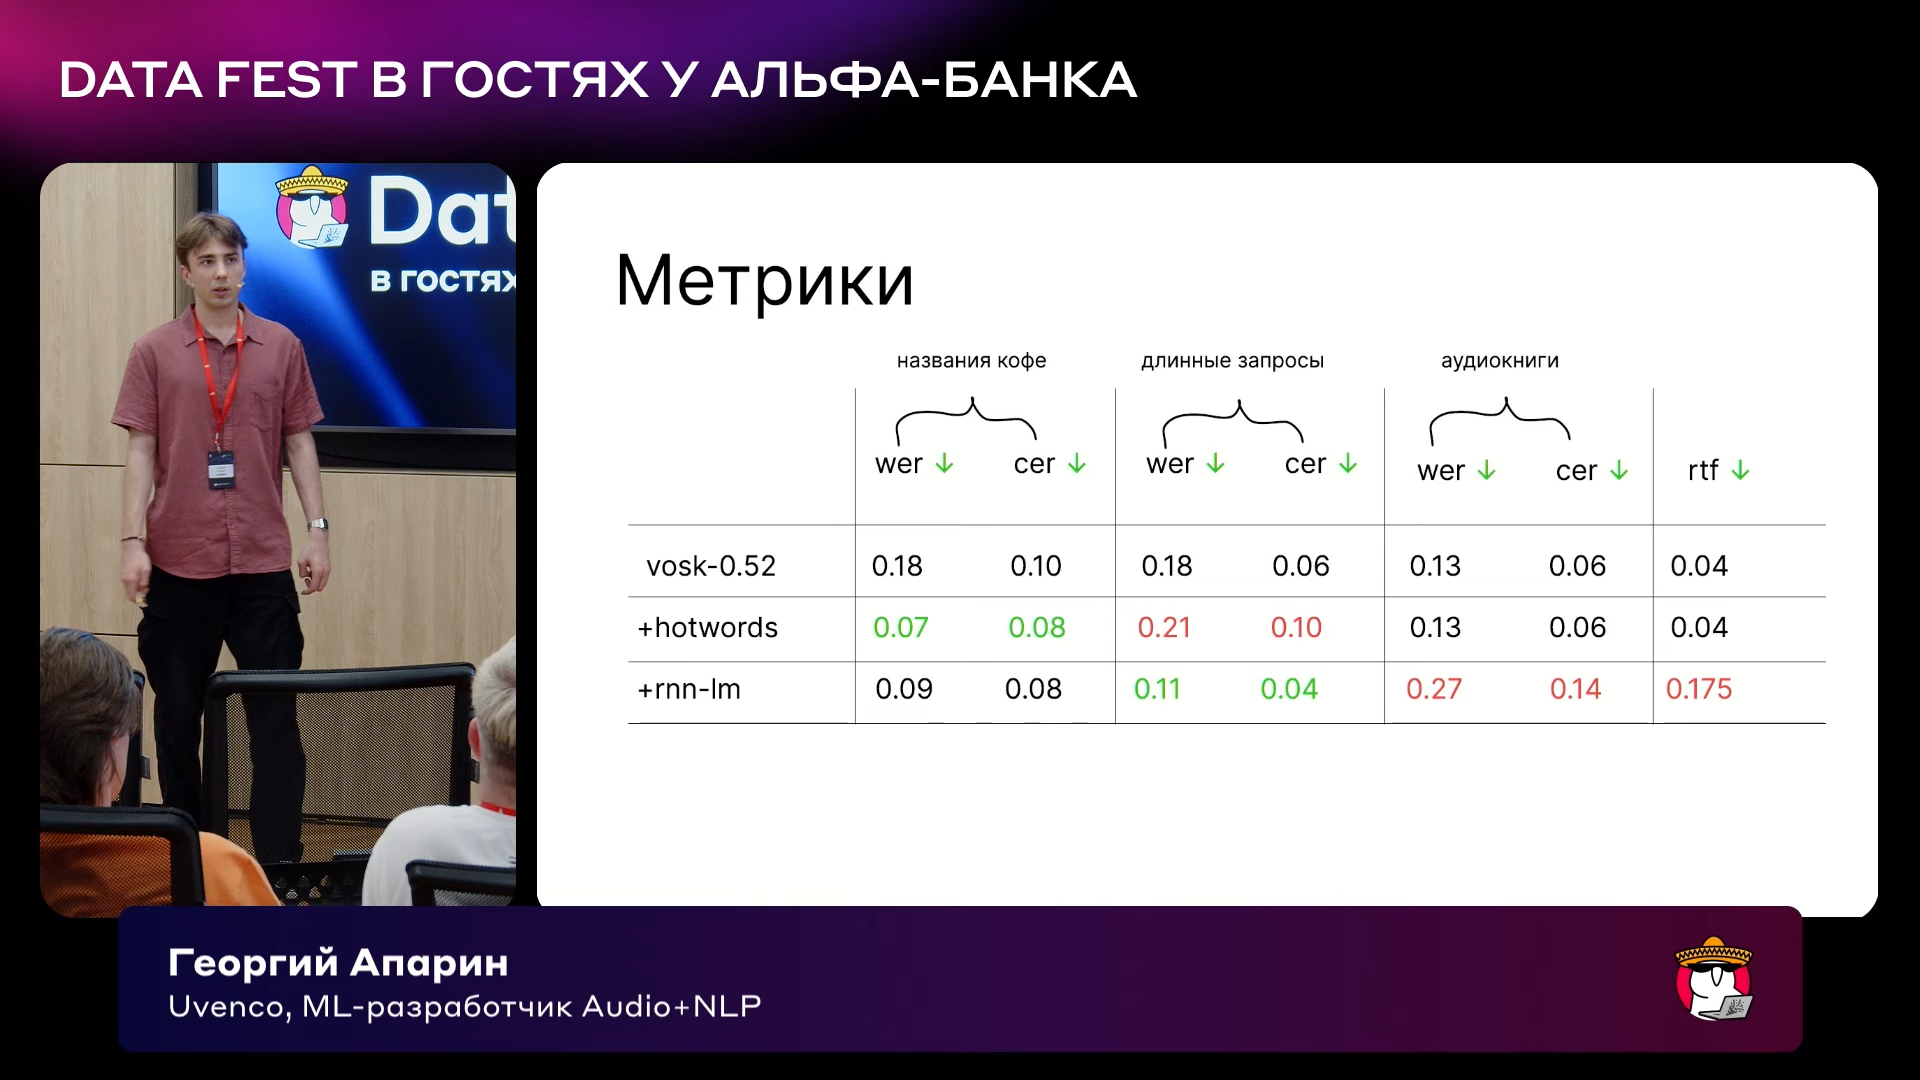 DATA FEST В ГОСТЯХ У АЛЬФА-БАНКА
Dat
в гостях
Метрики
названия кофе длинные запросы аудиокниги
wer ↓ cer ↓ wer ↓ cer ↓ wer ↓ cer ↓ rtf ↓
vosk-0.52 0.18 0.10 0.18 0.06 0.13 0.06 0.04
+hotwords 0.07 0.08 0.21 0.10 0.13 0.06 0.04
+rnn-lm 0.09 0.08 0.11 0.04 0.27 0.14 0.175
Георгий Апарин
Uvenco, ML-разработчик Audio+NLP